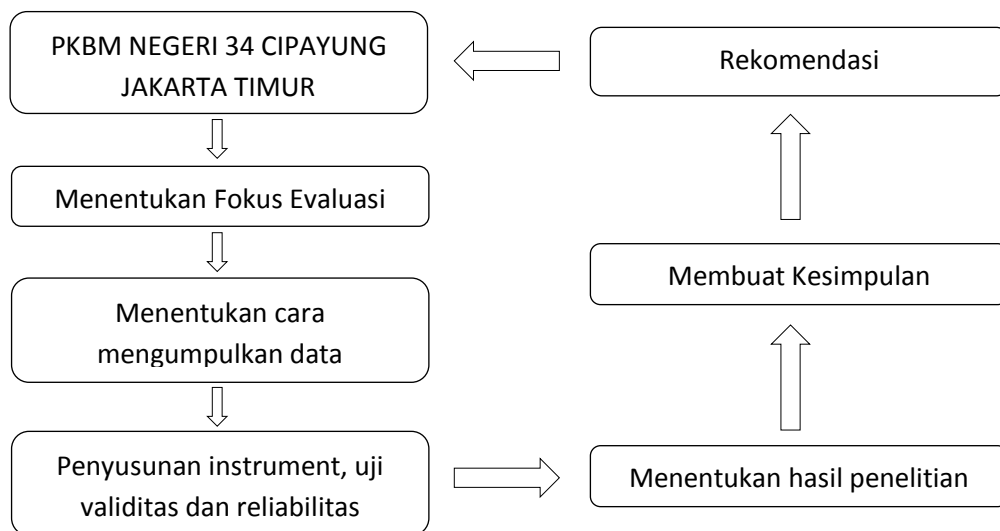 PKBM NEGERI 34 CIPAYUNG
JAKARTA TIMUR
Menentukan Fokus Evaluasi
Menentukan cara
mengumpulkan data
Penyusunan instrument, uji
validitas dan reliabilitas
Menentukan hasil penelitian
Membuat Kesimpulan
Rekomendasi